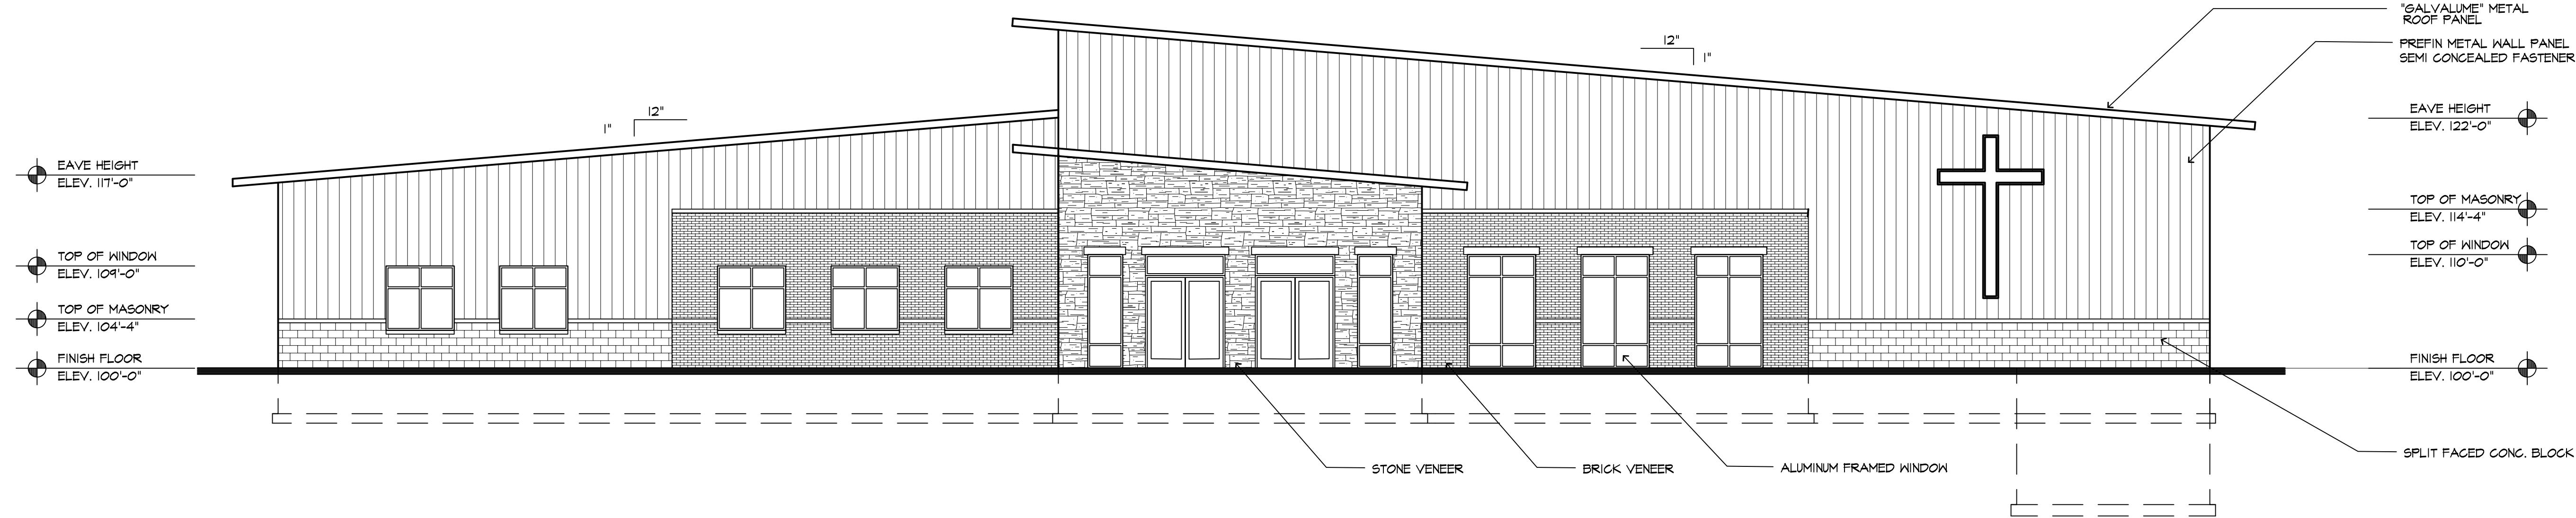 "GALVALUME" METAL
ROOF PANEL
12"
1"
PREFIN METAL WALL PANEL
SEMI CONCEALED FASTENER
12"
1"
EAVE HEIGHT
ELEV. 122'-0"
EAVE HEIGHT
ELEV. 117'-0"
TOP OF MASONRY
ELEV. 114'-4"
TOP OF WINDOW
ELEV. 110'-0"
TOP OF WINDOW
ELEV. 109'-0"
TOP OF MASONRY
ELEV. 104'-4"
FINISH FLOOR
ELEV. 100'-0"
FINISH FLOOR
ELEV. 100'-0"
SPLIT FACED CONC. BLOCK
STONE VENEER
BRICK VENEER
ALUMINUM FRAMED WINDOW